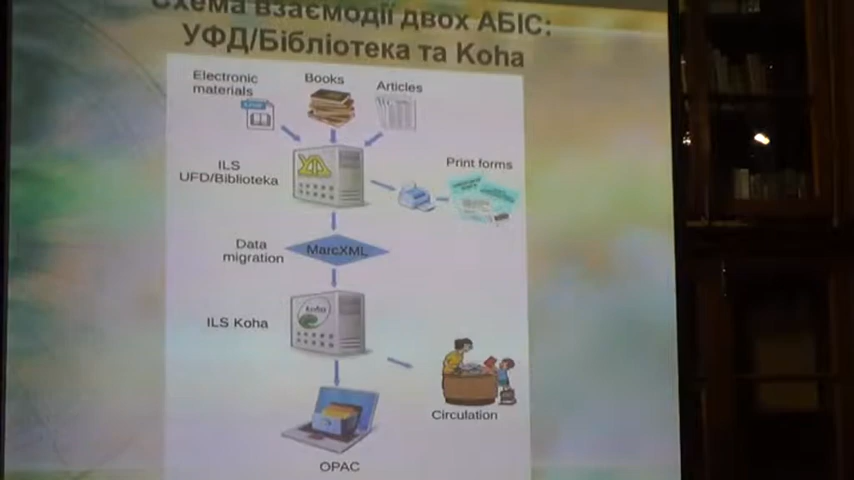 Схема взаємодії двох АБІС:
УФД/Бібліотека та Koha
Electronic
materials
Books
Articles
ILS
UFD/Biblioteka
Print forms
Data
migration
MarcXML
ILS Koha
koha
Circulation
OPAC